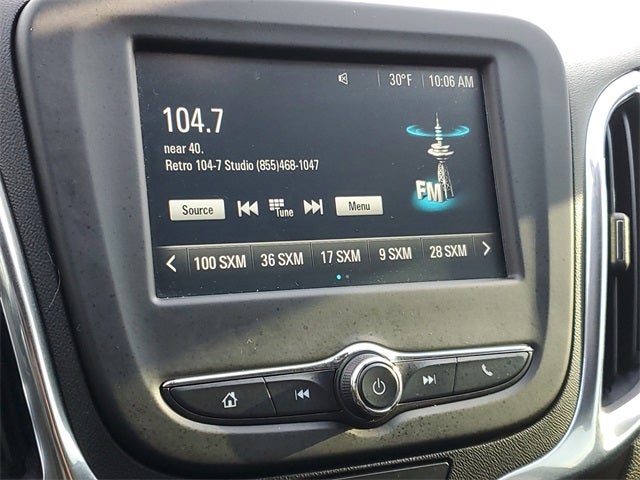 30°F 10:06 AM
104.7
near 40.
Retro 104-7 Studio (855)468-1047
FM
Source Tune Menu
100 SXM 36 SXM 17 SXM 9 SXM 28 SXM